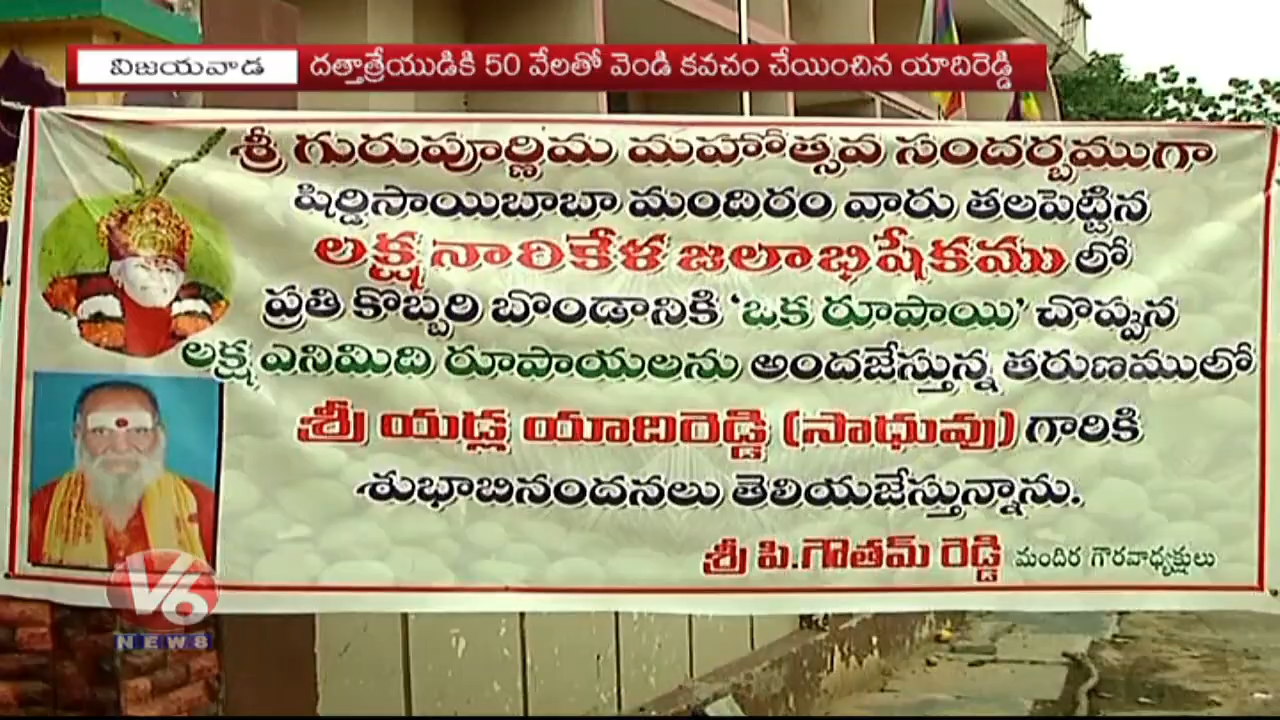 విజయవాడ
దత్తాత్రేయుడికి 50 వేలతో వెండి కవచం చేయించిన యాదిరెడ్డి
శ్రీ గురుపూర్ణిమ మహోత్సవ సందర్భముగా
షిర్డిసాయిబాబా మందిరం వారు తలపెట్టిన
లక్ష నారికేళ జలాభిషేకము లో
ప్రతి కొబ్బరి బొండానికి 'ఒక రూపాయి' చొప్పున
లక్ష ఎనిమిది రూపాయలను అందజేస్తున్న తరుణములో
శ్రీ యడ్ల యాదిరెడ్డి (సాధువు) గారికి
శుభాబినందనలు తెలియజేస్తున్నాను.
శ్రీ పి.గౌతమ్ రెడ్డి మందిర గౌరవాధ్యక్షులు
V6
NEWS